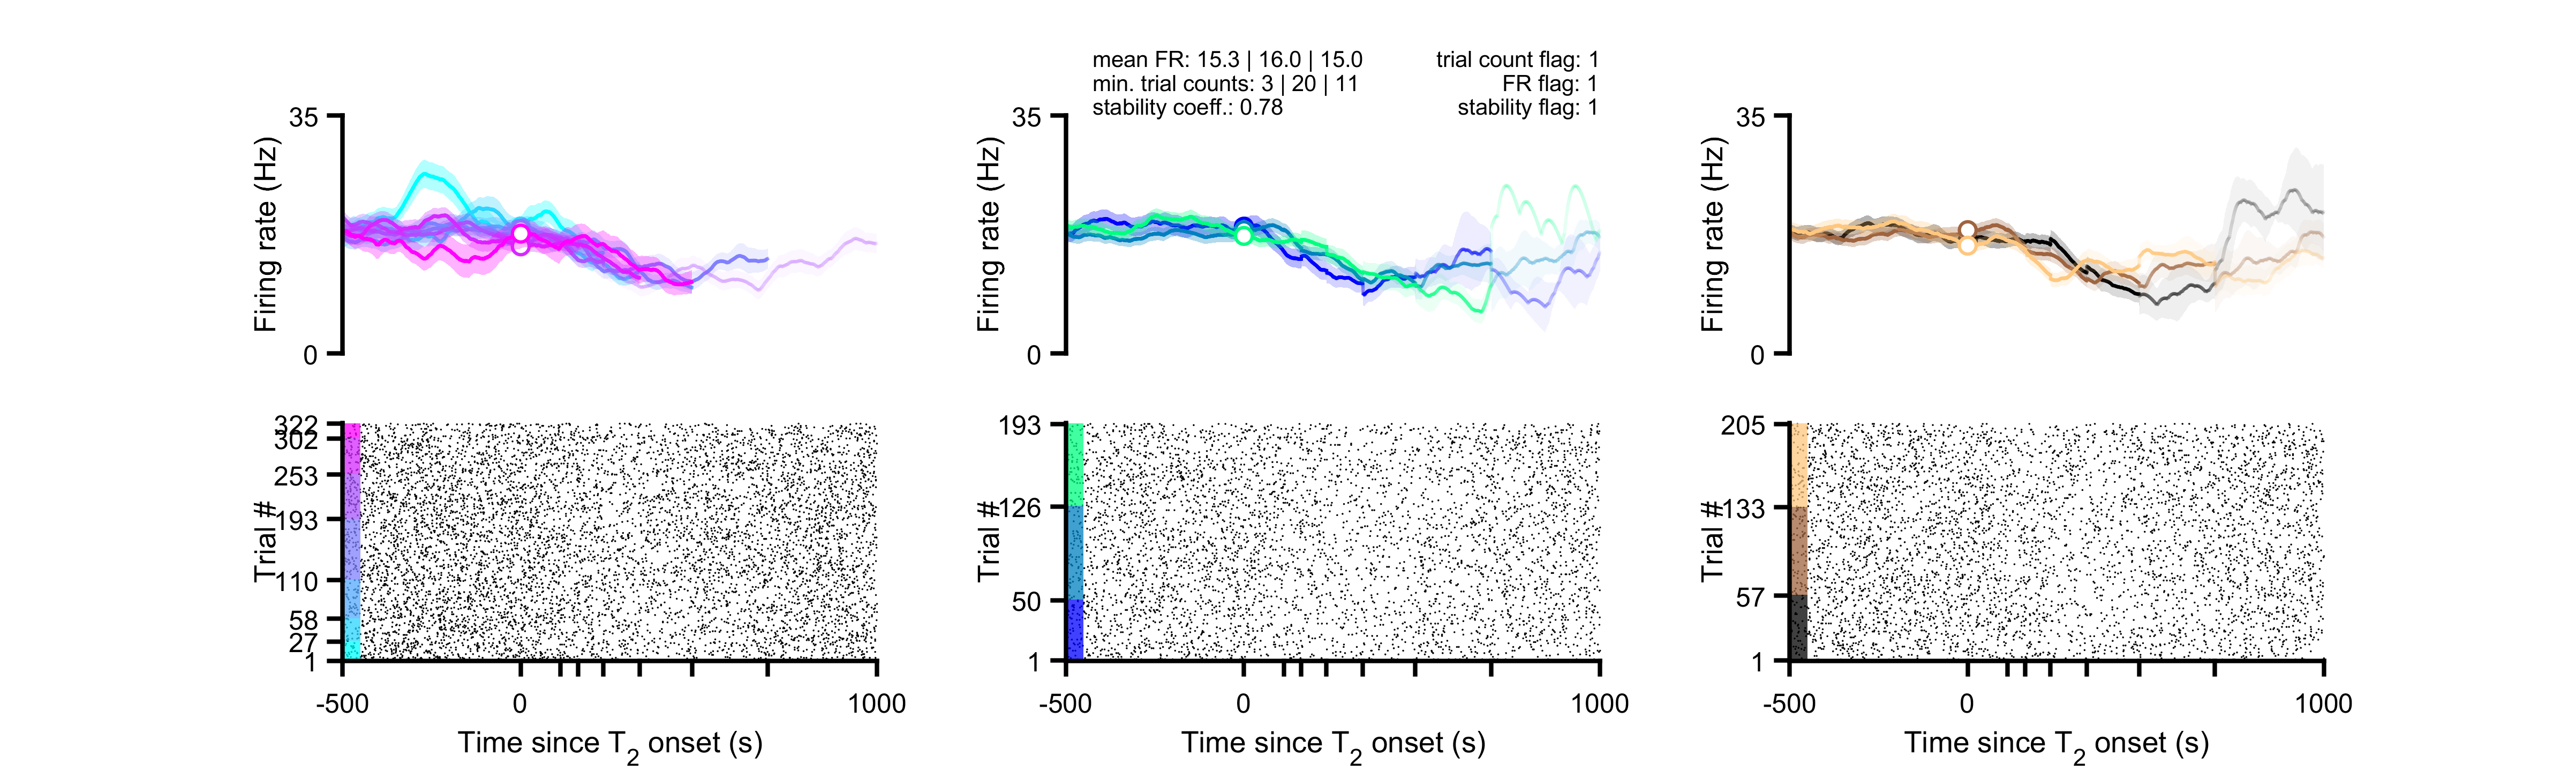 mean FR: 15.3 | 16.0 | 15.0
min. trial counts: 3 | 20 | 11
stability coeff.: 0.78
trial count flag: 1
FR flag: 1
stability flag: 1
35
Firing rate (Hz)
0
35
Firing rate (Hz)
0
35
Firing rate (Hz)
0
322
302
253
193
110
58
27
1
Trial #
-500
0
1000
Time since T2 onset (s)
193
126
50
1
Trial #
-500
0
1000
Time since T2 onset (s)
205
133
57
1
Trial #
-500
0
1000
Time since T2 onset (s)